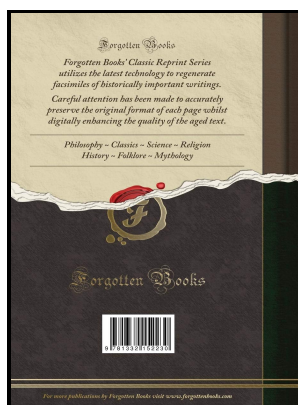 Forgotten Books
Forgotten Books' Classic Reprint Series
utilizes the latest technology to regenerate
facsimiles of historically important writings.
Careful attention has been made to accurately
preserve the original format of each page whilst
digitally enhancing the quality of the aged text.
Philosophy ~ Classics ~ Science ~ Religion
History ~ Folklore ~ Mythology
F
Forgotten Books
9 781332 152230
For more publications by Forgotten Books visit www.forgottenbooks.com